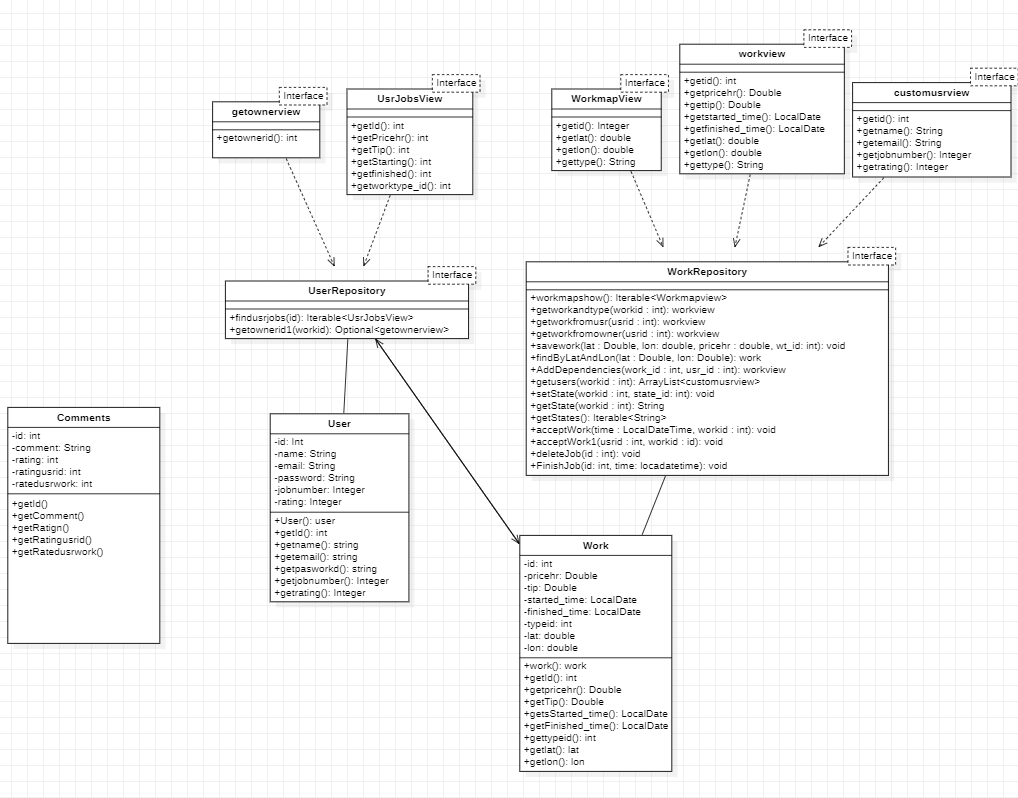 Interface
getownerview
+getownerid(): int
Interface
UsrJobsView
+getId(): int
+getPricehr(): int
+getTip(): int
+getStarting(): int
+getfinished(): int
+getworktype_id(): int
Interface
WorkmapView
+getid(): Integer
+getlat(): double
+getlon(): double
+gettype(): String
Interface
workview
+getid(): int
+getpricehr(): Double
+gettip(): Double
+getstarted_time(): LocalDate
+getfinished_time(): LocalDate
+getlat(): double
+getlon(): double
+gettype(): String
Interface
customusrview
+getid(): int
+getname(): String
+getemail(): String
+getjobnumber(): Integer
+getrating(): Integer
Interface
UserRepository
+findusrjobs(id): Iterable<UsrJobsView>
+getownerid1(workid): Optional<getownerview>
Interface
WorkRepository
+workmapshow(): Iterable<Workmapview>
+getworkandtype(workid : int): workview
+getworkfromusr(usrid : int): workview
+getworkfromowner(usrid : int): workview
+savework(lat : Double, lon: double, pricehr : double, wt_id: int): void
+findByLatAndLon(lat : Double, lon: Double): work
+AddDependencies(work_id : int, usr_id : int): workview
+getusers(workid : int): ArrayList<customusrview>
+setState(workid : int, state_id: int): void
+getState(workid : int): String
+getStates(): Iterable<String>
+acceptWork(time : LocalDateTime, workid : int): void
+acceptWork1(usrid : int, workid : id): void
+deleteJob(id : int): void
+FinishJob(id: int, time: locadatetime): void
Comments
-id: int
-comment: String
-rating: int
-ratingusrid: int
-ratedusrwork: int
+getId()
+getComment()
+getRatign()
+getRatingusrid()
+getRatedusrwork()
User
-id: Int
-name: String
-email: String
-password: String
-jobnumber: Integer
-rating: Integer
+User(): user
+getId(): int
+getname(): string
+getemail(): string
+getpasworkd(): string
+getjobnumber(): Integer
+getrating(): Integer
Work
-id: int
-pricehr: Double
-tip: Double
-started_time: LocalDate
-finished_time: LocalDate
-typeid: int
-lat: double
-lon: double
+work(): work
+getId(): int
+getpricehr(): Double
+getTip(): Double
+getsStarted_time(): LocalDate
+getFinished_time(): LocalDate
+gettypeid(): int
+getlat(): lat
+getlon(): lon